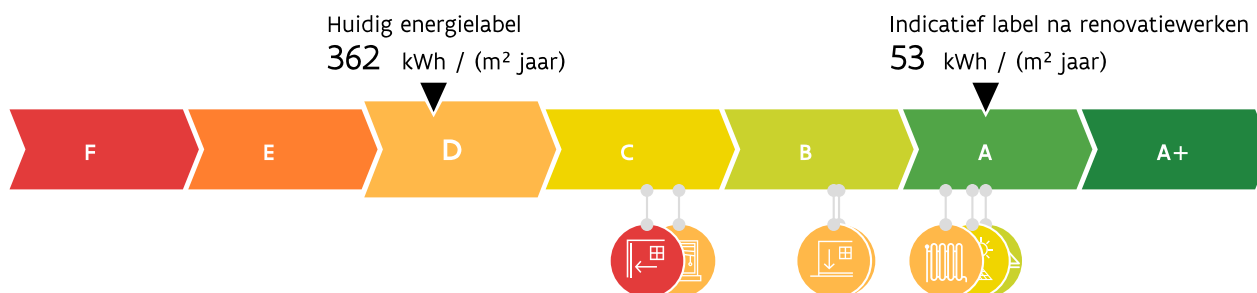 Huidig energielabel
362 kWh / (m² jaar)
Indicatief label na renovatiewerken
53 kWh / (m² jaar)
F E D C B A A+